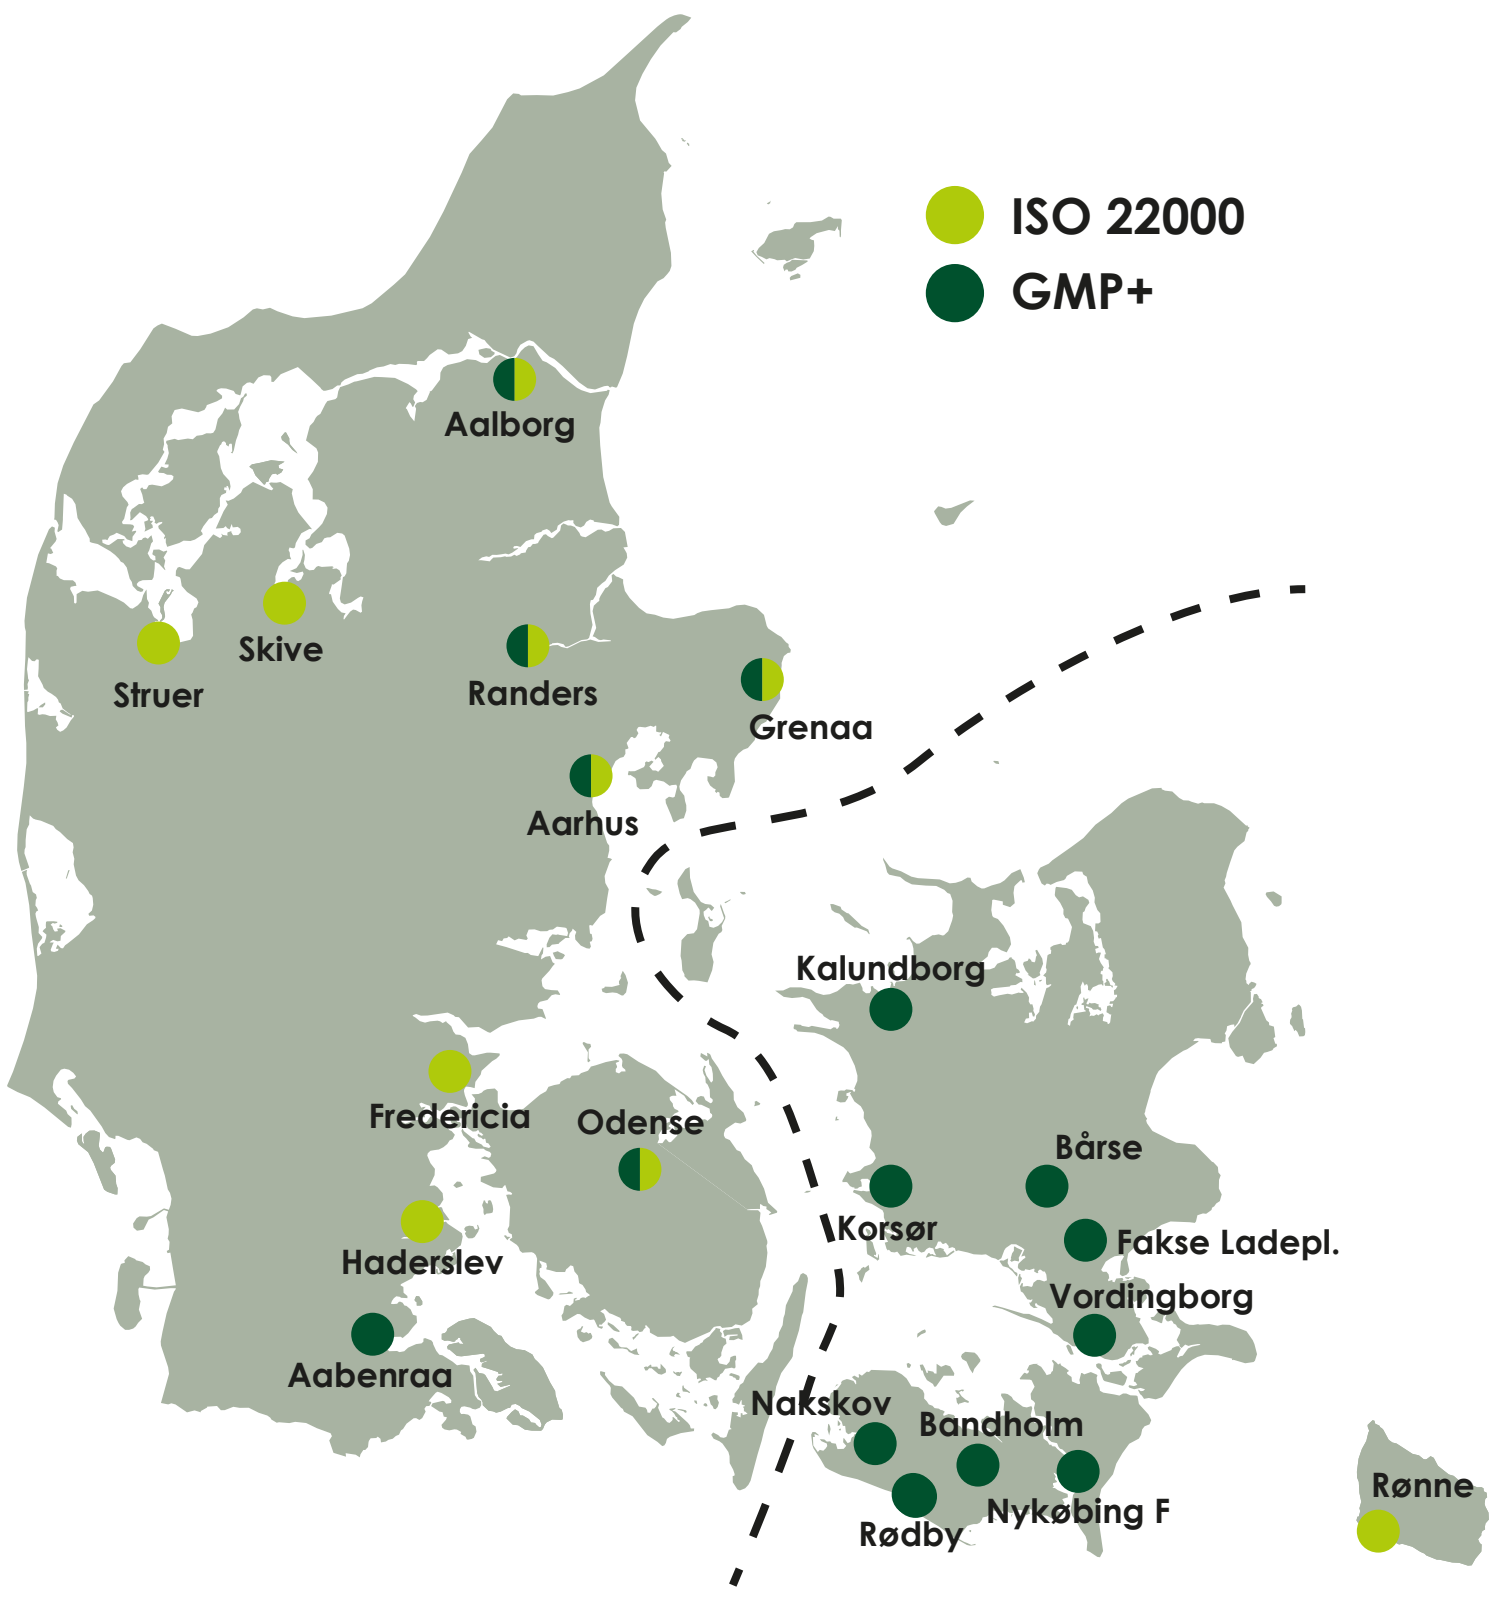 ISO 22000
GMP+
Aalborg
Skive
Struer
Randers
Grenaa
Aarhus
Kalundborg
Fredericia
Odense
Bårse
Korsør
Fakse Ladepl.
Haderslev
Vordingborg
Aabenraa
Nakskov
Bandholm
Rønne
Nykøbing F
Rødby